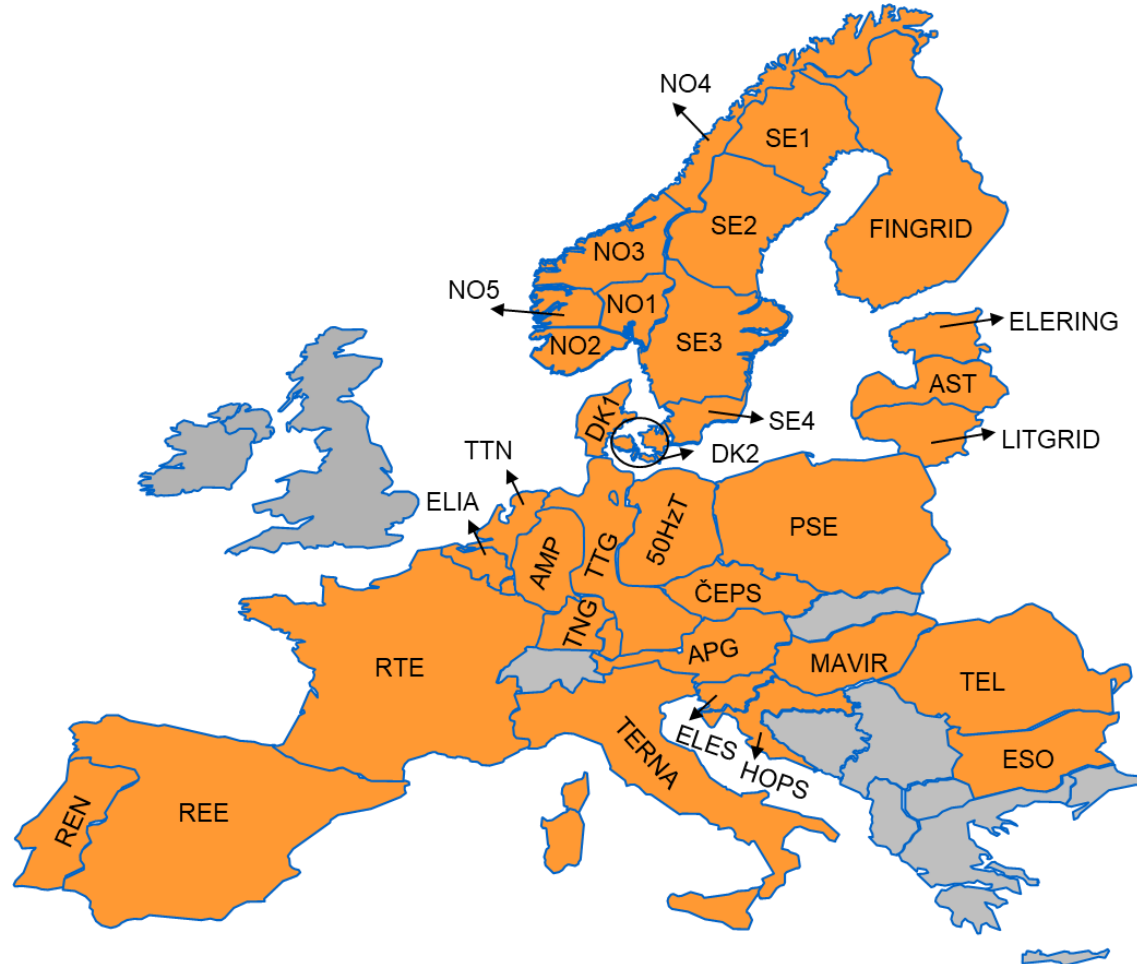 NO4
SE1
SE2
FINGRID
NO3
NO5
NO1
NO2
SE3
ELERING
AST
DK1
SE4
LITGRID
DK2
TTN
ELIA
PSE
50HzT
TTG
AMP
ČEPS
TNG
APG
MAVIR
RTE
TEL
ELES
TERNA
HOPS
ESO
REN
REE